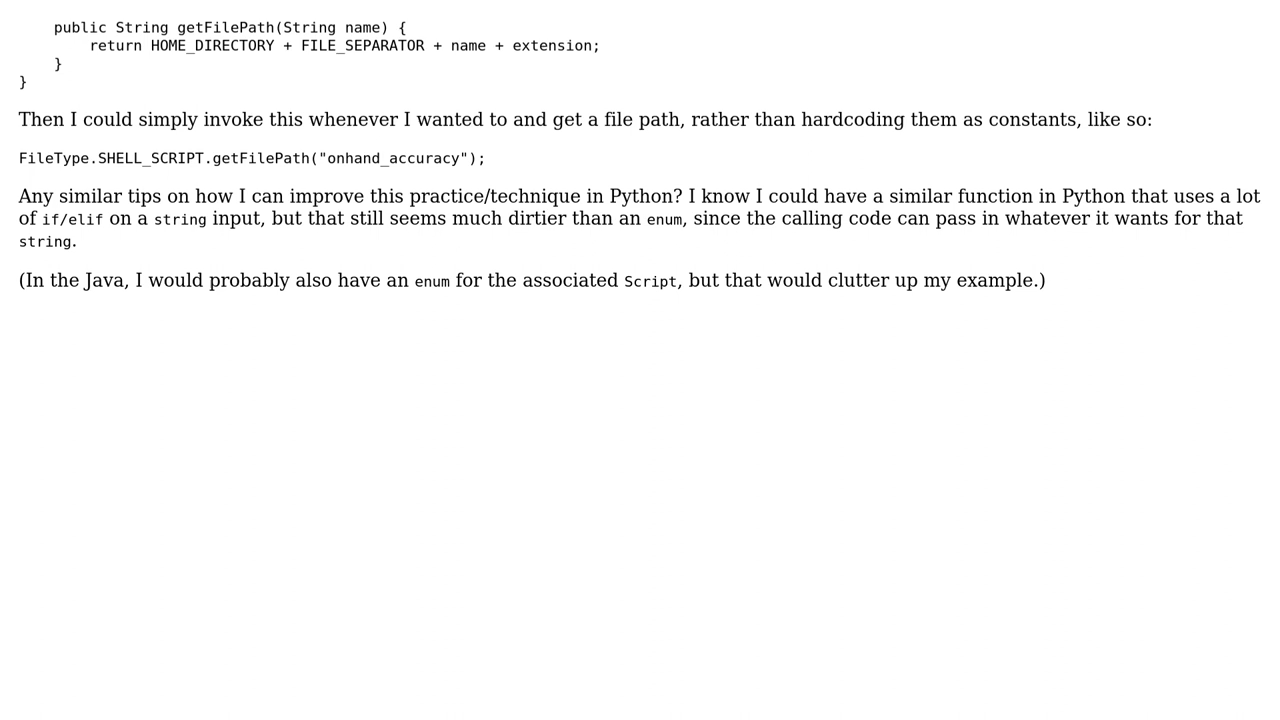 public String getFilePath(String name) {
        return HOME_DIRECTORY + FILE_SEPARATOR + name + extension;
    }
}
Then I could simply invoke this whenever I wanted to and get a file path, rather than hardcoding them as constants, like so:
FileType.SHELL_SCRIPT.getFilePath("onhand_accuracy");
Any similar tips on how I can improve this practice/technique in Python? I know I could have a similar function in Python that uses a lot
of if/elif on a string input, but that still seems much dirtier than an enum, since the calling code can pass in whatever it wants for that
string.
(In the Java, I would probably also have an enum for the associated Script, but that would clutter up my example.)